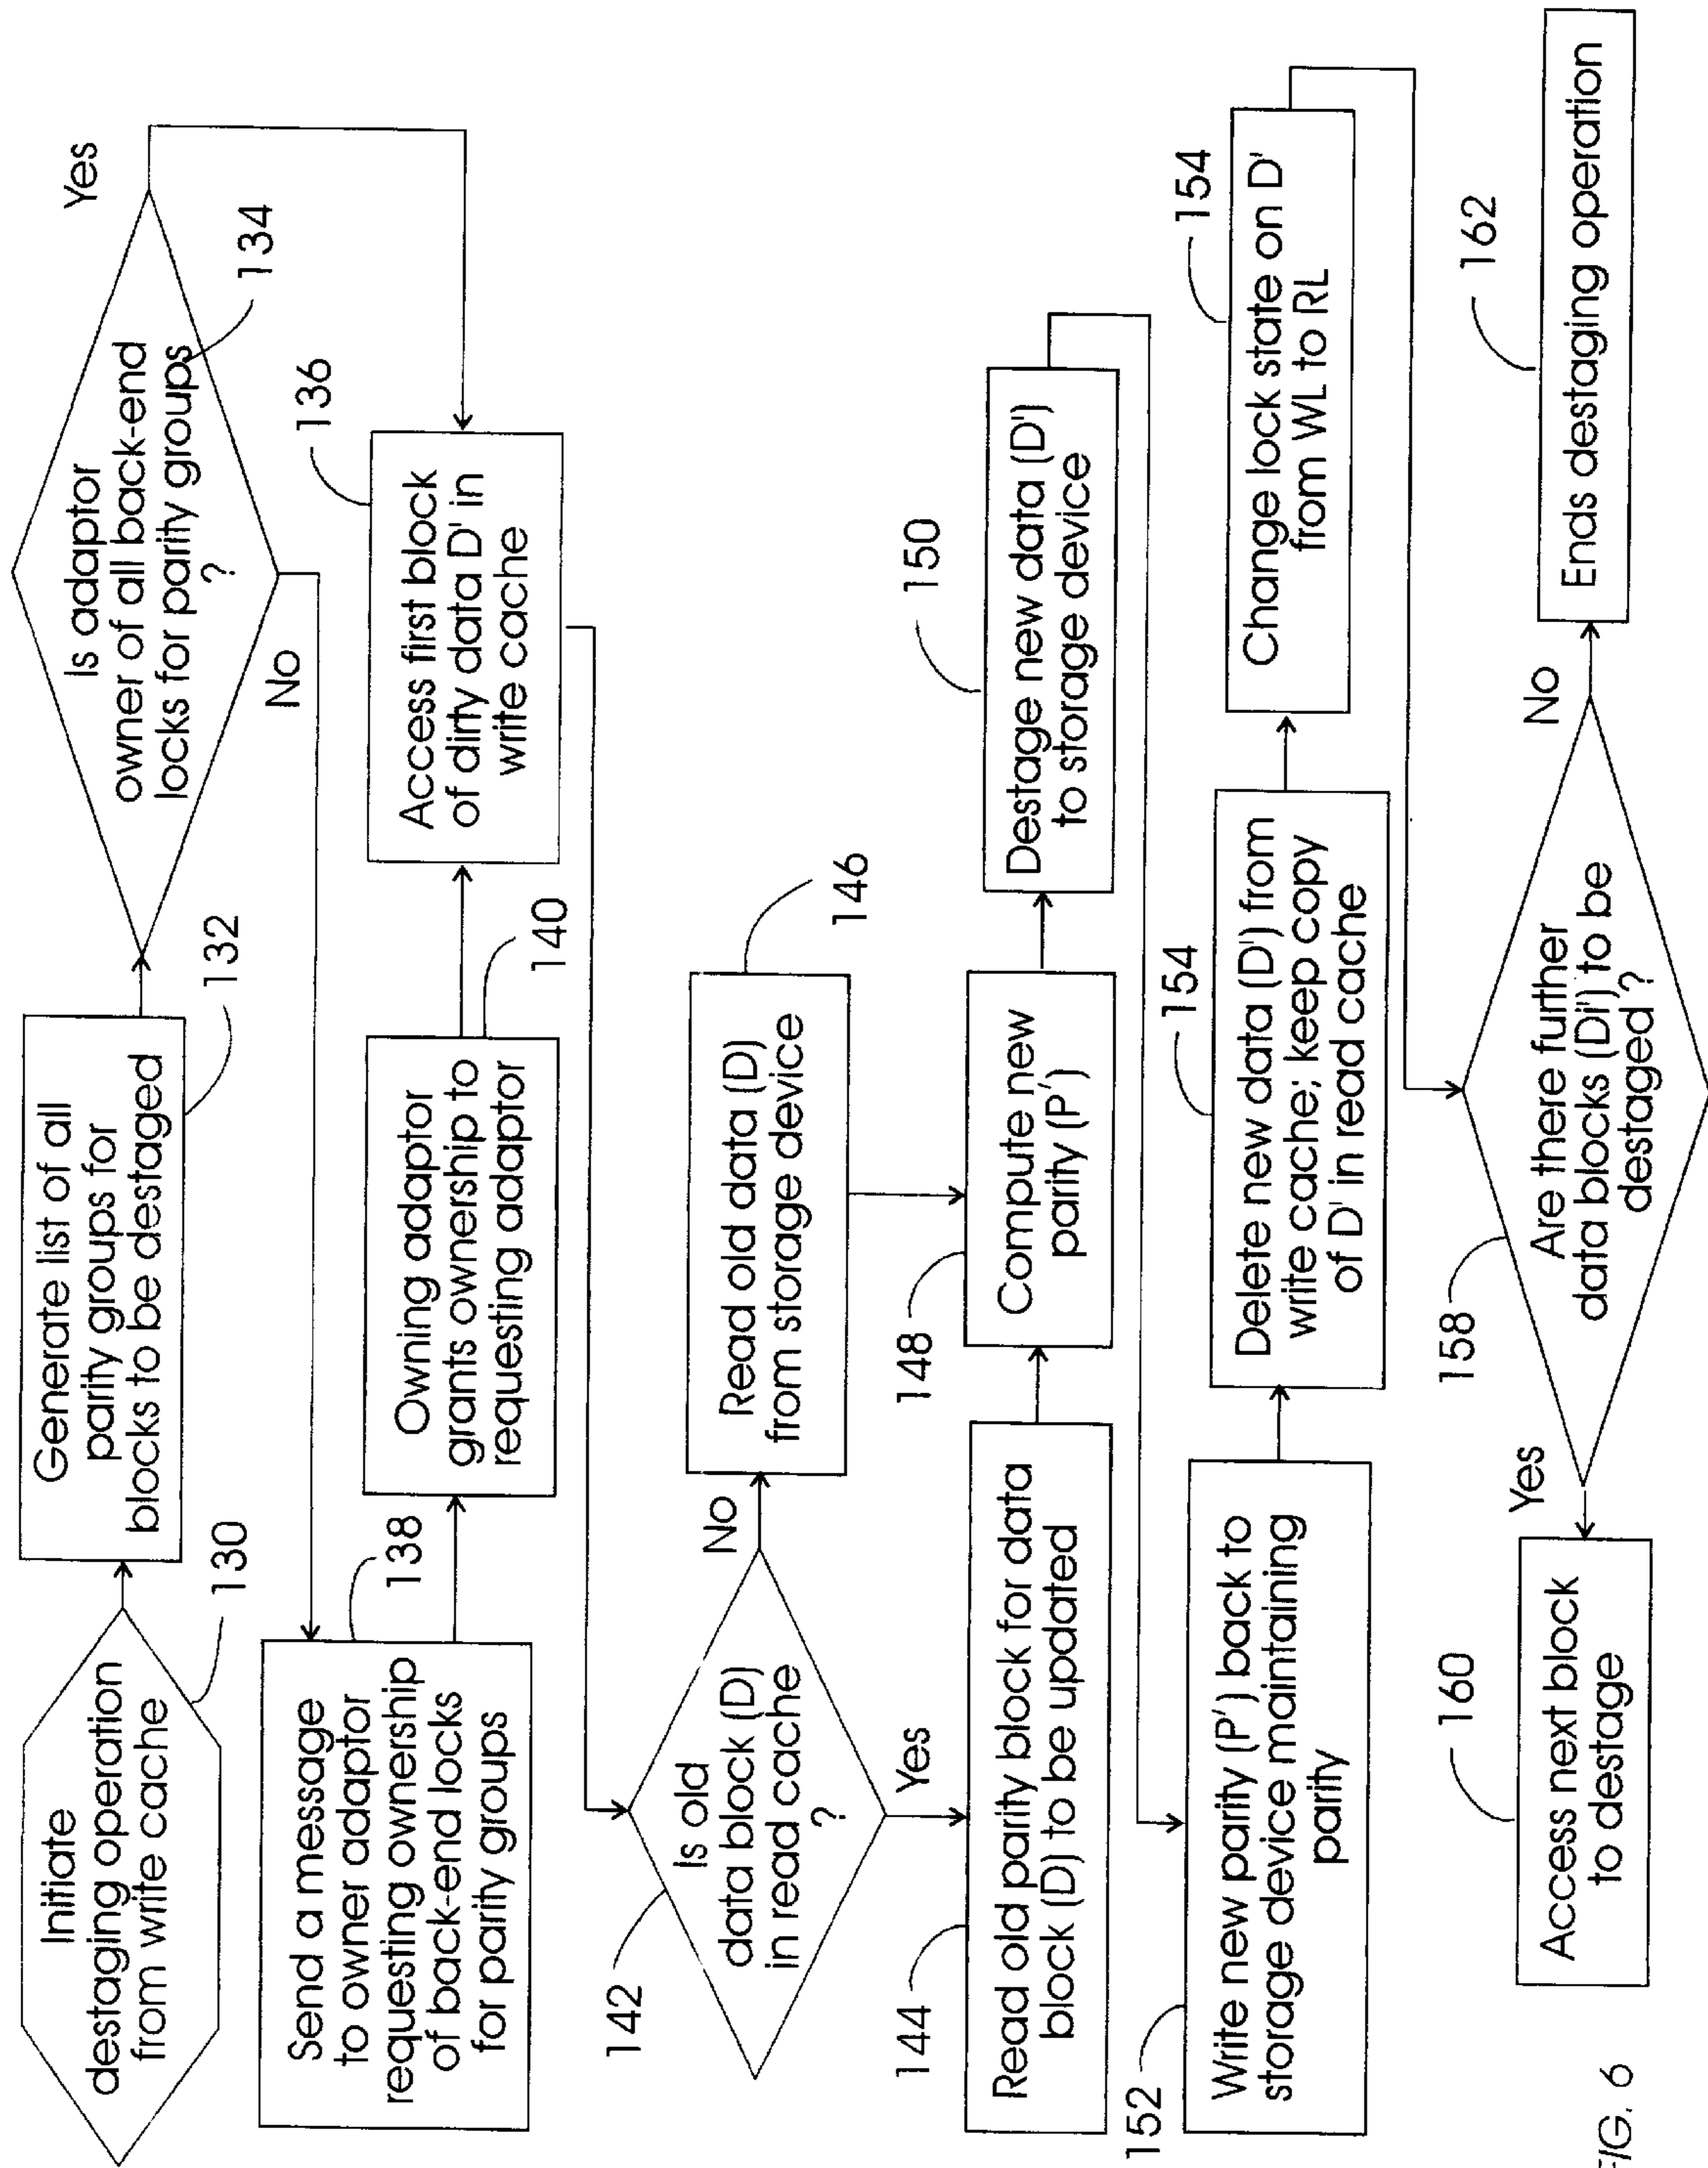 Initiate
destaging operation
from write cache
130
Generate list of all
parity groups for
blocks to be destaged
132
Is adaptor
owner of all back-end
locks for parity groups
?
134
Yes
No
Send a message
to owner adaptor
requesting ownership
of back-end locks
for parity groups
138
Owning adaptor
grants ownership to
requesting adaptor
140
Access first block
of dirty data D' in
write cache
136
142
Is old
data block (D)
in read cache
?
No
Yes
Read old data (D)
from storage device
146
144
Read old parity block for data
block (D) to be updated
148
Compute new
parity (P')
Destage new data (D')
to storage device
150
152
Write new parity (P') back to
storage device maintaining
parity
Delete new data (D') from
write cache; keep copy
of D' in read cache
154
Change lock state on D'
from WL to RL
154
158
Are there further
data blocks (Di') to be
destaged ?
Yes
No
160
Access next block
to destage
Ends destaging operation
162
FIG. 6